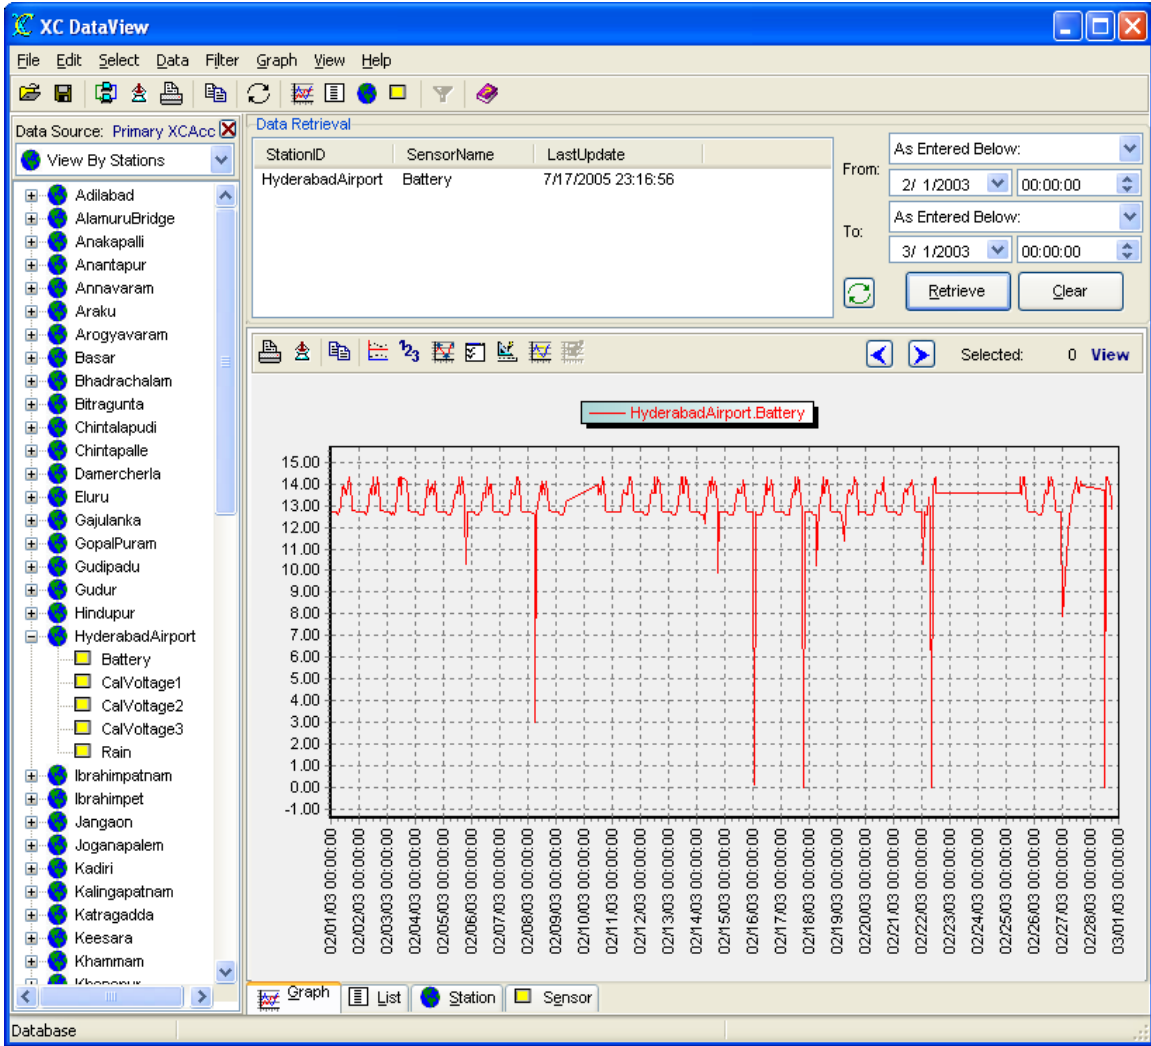 XC DataView
File Edit Select Data Filter Graph View Help
Data Source: Primary XCAcc
View By Stations
Adilabad
AlamuruBridge
Anakapalli
Anantapur
Annavaram
Araku
Arogyavaram
Basar
Bhadrachalam
Bitragunta
Chintalapudi
Chintapalle
Damercherla
Eluru
Gajulanka
GopalPuram
Gudipadu
Gudur
Hindupur
HyderabadAirport
Battery
CalVoltage1
CalVoltage2
CalVoltage3
Rain
Ibrahimpatnam
Ibrahimpet
Jangaon
Joganapalem
Kadiri
Kalingapatnam
Katragadda
Keesara
Khammam
Data Retrieval
StationID SensorName LastUpdate
HyderabadAirport Battery 7/17/2005 23:16:56
From:
As Entered Below:
2/ 1/2003 00:00:00
To:
As Entered Below:
3/ 1/2003 00:00:00
Retrieve Clear
Selected: 0 View
HyderabadAirport.Battery
15.00
14.00
13.00
12.00
11.00
10.00
9.00
8.00
7.00
6.00
5.00
4.00
3.00
2.00
1.00
0.00
-1.00
02/01/03 00:00:00
02/02/03 00:00:00
02/03/03 00:00:00
02/04/03 00:00:00
02/05/03 00:00:00
02/06/03 00:00:00
02/07/03 00:00:00
02/08/03 00:00:00
02/09/03 00:00:00
02/10/03 00:00:00
02/11/03 00:00:00
02/12/03 00:00:00
02/13/03 00:00:00
02/14/03 00:00:00
02/15/03 00:00:00
02/16/03 00:00:00
02/17/03 00:00:00
02/18/03 00:00:00
02/19/03 00:00:00
02/20/03 00:00:00
02/21/03 00:00:00
02/22/03 00:00:00
02/23/03 00:00:00
02/24/03 00:00:00
02/25/03 00:00:00
02/26/03 00:00:00
02/27/03 00:00:00
02/28/03 00:00:00
03/01/03 00:00:00
Graph List Station Sensor
Database